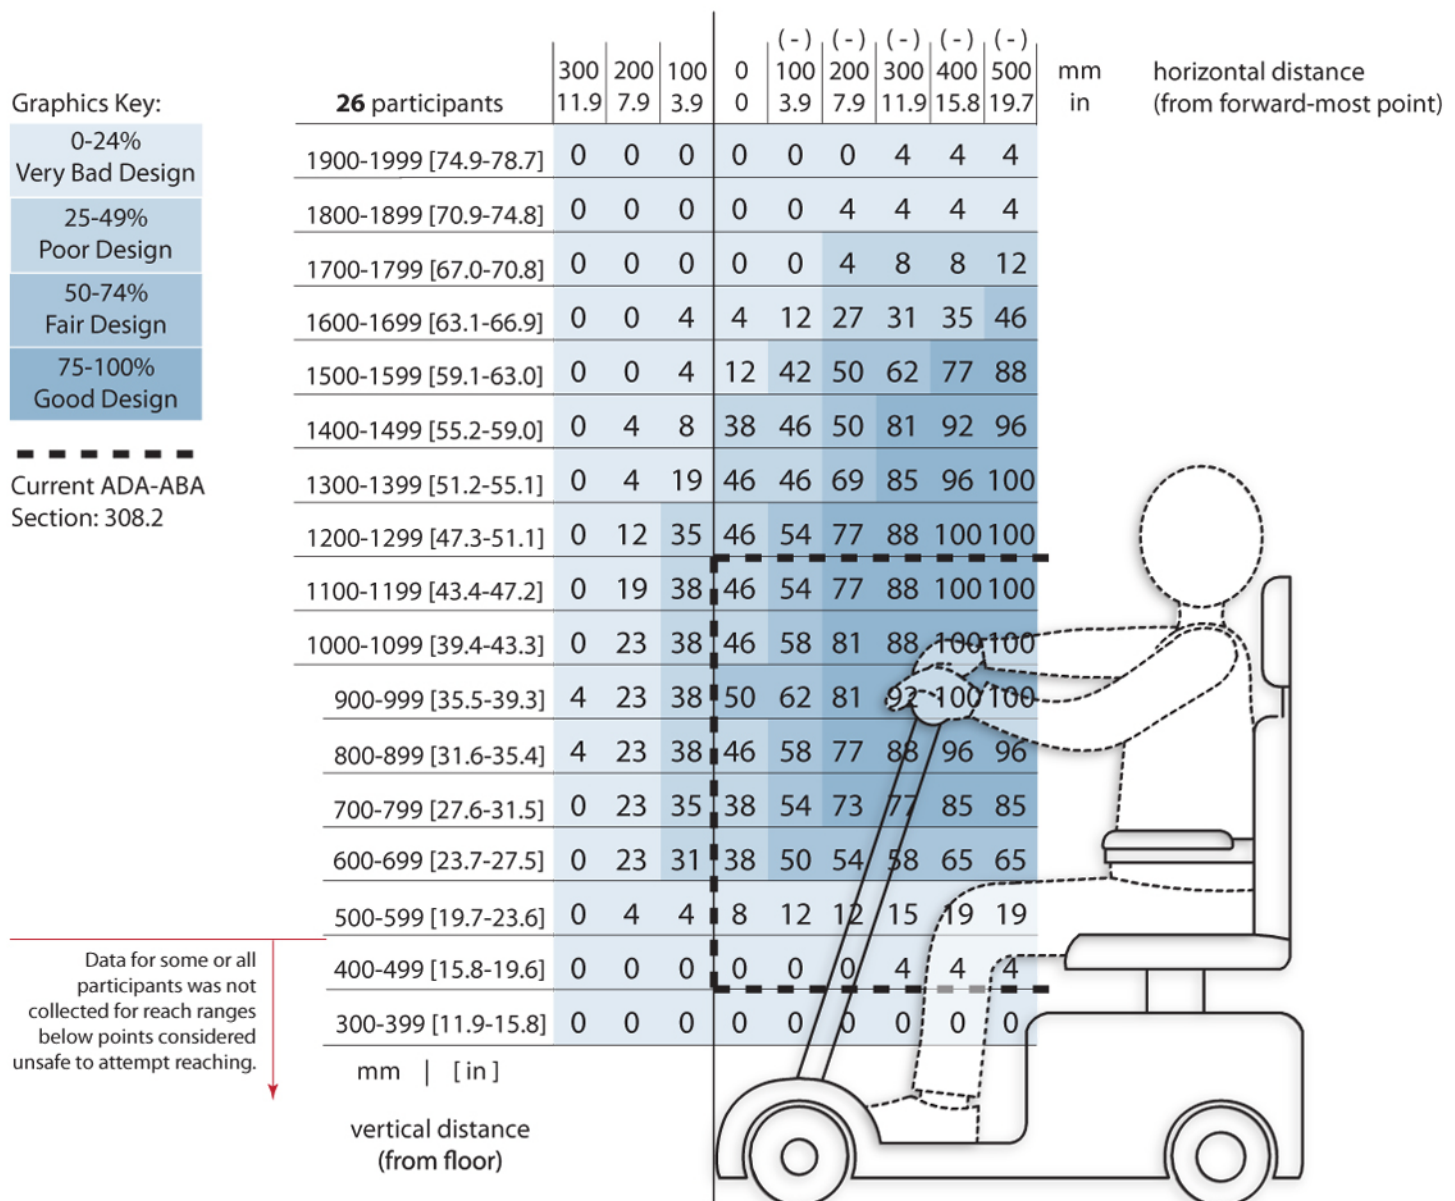 ( - ) ( - ) ( - ) ( - ) ( - )
300 200 100 0 100 200 300 400 500 mm horizontal distance
Graphics Key: 26 participants 11.9 7.9 3.9 0 3.9 7.9 11.9 15.8 19.7 in (from forward-most point)
0-24%
Very Bad Design
25-49%
Poor Design
50-74%
Fair Design
75-100%
Good Design
Current ADA-ABA
Section: 308.2
1900-1999 [74.9-78.7] 0 0 0 0 0 0 4 4 4
1800-1899 [70.9-74.8] 0 0 0 0 0 4 4 4 4
1700-1799 [67.0-70.8] 0 0 0 0 0 4 8 8 12
1600-1699 [63.1-66.9] 0 0 4 4 12 27 31 35 46
1500-1599 [59.1-63.0] 0 0 4 12 42 50 62 77 88
1400-1499 [55.2-59.0] 0 4 8 38 46 50 81 92 96
1300-1399 [51.2-55.1] 0 4 19 46 46 69 85 96 100
1200-1299 [47.3-51.1] 0 12 35 46 54 77 88 100 100
1100-1199 [43.4-47.2] 0 19 38 46 54 77 88 100 100
1000-1099 [39.4-43.3] 0 23 38 46 58 81 88 100 100
900-999 [35.5-39.3] 4 23 38 50 62 81 92 100 100
800-899 [31.6-35.4] 4 23 38 46 58 77 88 96 96
700-799 [27.6-31.5] 0 23 35 38 54 73 77 85 85
600-699 [23.7-27.5] 0 23 31 38 50 54 58 65 65
500-599 [19.7-23.6] 0 4 4 8 12 12 15 19 19
400-499 [15.8-19.6] 0 0 0 0 0 0 4 4 4
300-399 [11.9-15.8] 0 0 0 0 0 0 0 0 0
Data for some or all
participants was not
collected for reach ranges
below points considered
unsafe to attempt reaching.
mm | [ in ]
vertical distance
(from floor)